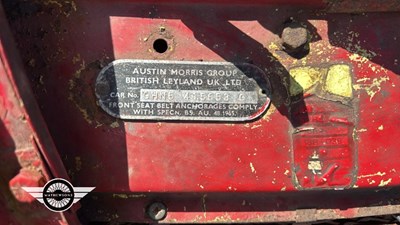 AUSTIN MORRIS GROUP
BRITISH LEYLAND UK LTD
CAR No.
FRONT SEAT BELT ANCHORAGES COMPLY
WITH SPECN. BS. AU. 48 1965.